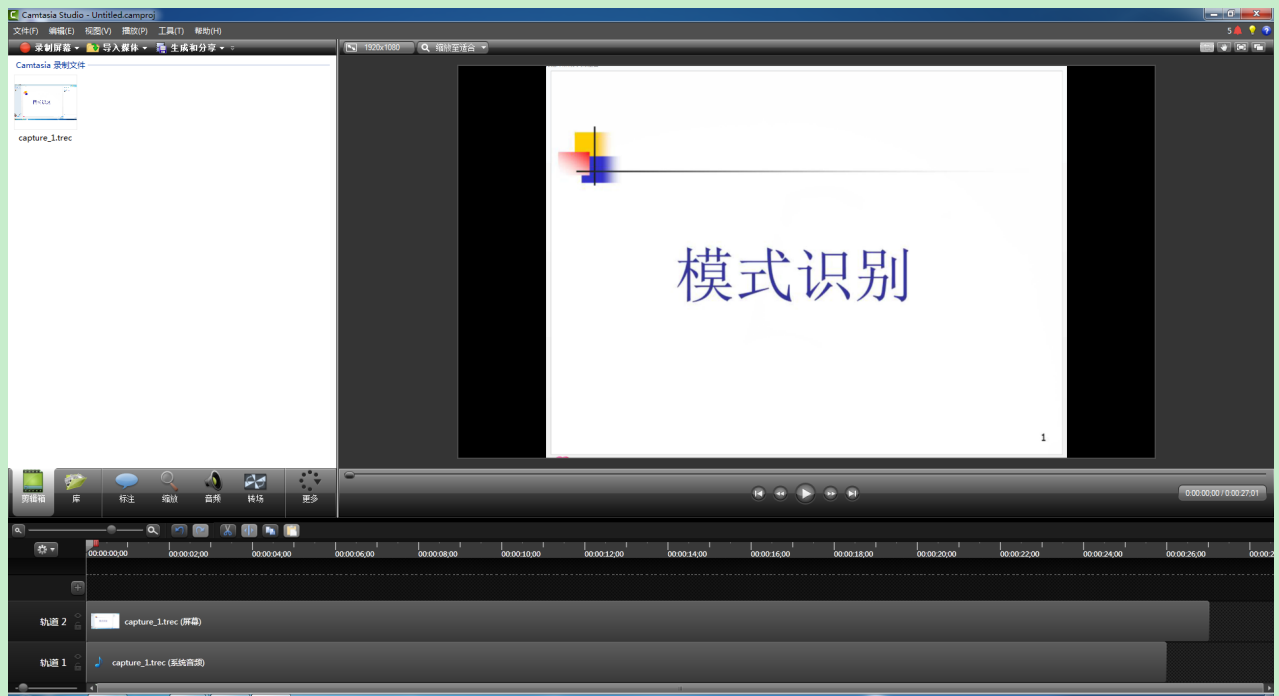 Camtasia Studio - Untitled.camproj
文件(F) 编辑(E) 视图(V) 播放(P) 工具(T) 帮助(H) 5
录制屏幕 导入媒体 生成和分享 1920x1080 缩放至适合
Camtasia 录制文件
capture_1.trec
模式识别
1
剪辑箱 库 标注 缩放 音频 转场 更多
0:00:00;00 / 0:00:27;01
00:00:00;00 00:00:02;00 00:00:04;00 00:00:06;00 00:00:08;00 00:00:10;00 00:00:12;00 00:00:14;00 00:00:16;00 00:00:18;00 00:00:20;00 00:00:22;00 00:00:24;00 00:00:26;00 00:00:2
轨道 2 capture_1.trec (屏幕)
轨道 1 capture_1.trec (系统音频)